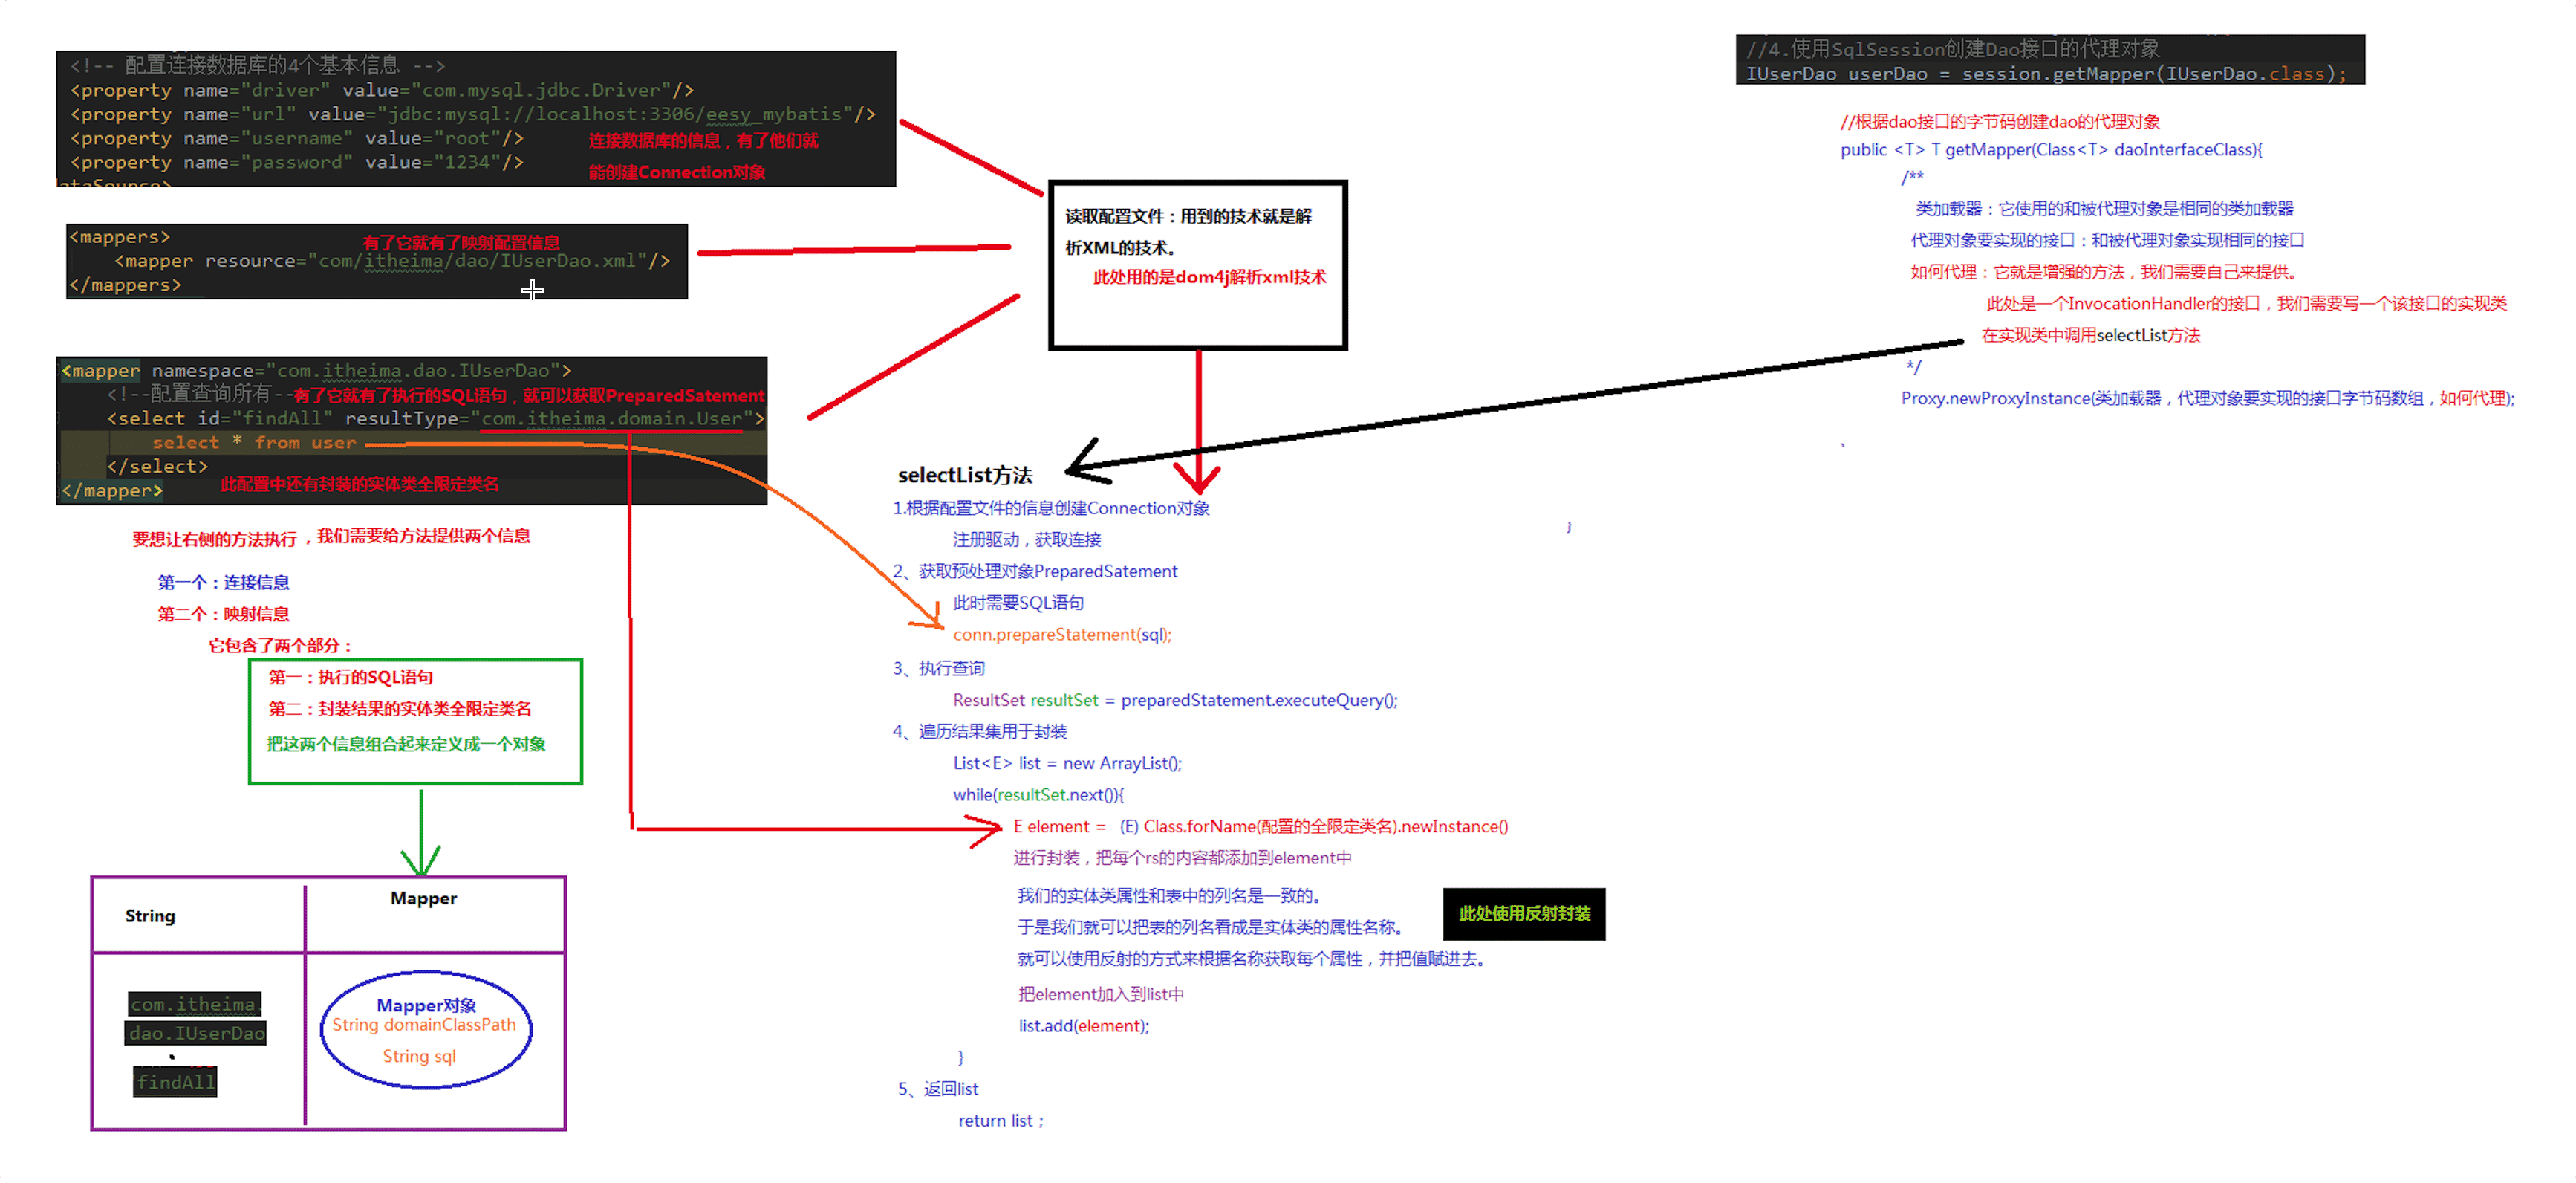 <!-- 配置连接数据库的4个基本信息 -->
<property name="driver" value="com.mysql.jdbc.Driver"/>
<property name="url" value="jdbc:mysql://localhost:3306/eesy_mybatis"/>
<property name="username" value="root"/>
<property name="password" value="1234"/>
连接数据库的信息，有了他们就
能创建Connection对象
<mappers>
有了它就有了映射配置信息
<mapper resource="com/itheima/dao/IUserDao.xml"/>
</mappers>
<mapper namespace="com.itheima.dao.IUserDao">
<!--配置查询所有--
有了它就有了执行的SQL语句，就可以获取PreparedSatement
<select id="findAll" resultType="com.itheima.domain.User">
select * from user
</select>
此配置中还有封装的实体类全限定类名
</mapper>
要想让右侧的方法执行，我们需要给方法提供两个信息
第一个：连接信息
第二个：映射信息
它包含了两个部分：
第一：执行的SQL语句
第二：封装结果的实体类全限定类名
把这两个信息组合起来定义成一个对象
String
Mapper
com.itheima.
dao.IUserDao
.
findAll
Mapper对象
String domainClassPath
String sql
读取配置文件：用到的技术就是解
析XML的技术。
此处用的是dom4j解析xml技术
selectList方法
1.根据配置文件的信息创建Connection对象
注册驱动，获取连接
2、获取预处理对象PreparedSatement
此时需要SQL语句
conn.prepareStatement(sql);
3、执行查询
ResultSet resultSet = preparedStatement.executeQuery();
4、遍历结果集用于封装
List<E> list = new ArrayList();
while(resultSet.next()){
E element = (E) Class.forName(配置的全限定类名).newInstance()
进行封装，把每个rs的内容都添加到element中
我们的实体类属性和表中的列名是一致的。
于是我们就可以把表的列名看成是实体类的属性名称。
就可以使用反射的方式来根据名称获取每个属性，并把值赋进去。
把element加入到list中
list.add(element);
}
5、返回list
return list；
此处使用反射封装
//4.使用SqlSession创建Dao接口的代理对象
IUserDao userDao = session.getMapper(IUserDao.class);
//根据dao接口的字节码创建dao的代理对象
public <T> T getMapper(Class<T> daoInterfaceClass){
/**
类加载器：它使用的和被代理对象是相同的类加载器
代理对象要实现的接口：和被代理对象实现相同的接口
如何代理：它就是增强的方法，我们需要自己来提供。
此处是一个InvocationHandler的接口，我们需要写一个该接口的实现类
在实现类中调用selectList方法
*/
Proxy.newProxyInstance(类加载器，代理对象要实现的接口字节码数组，如何代理);
}